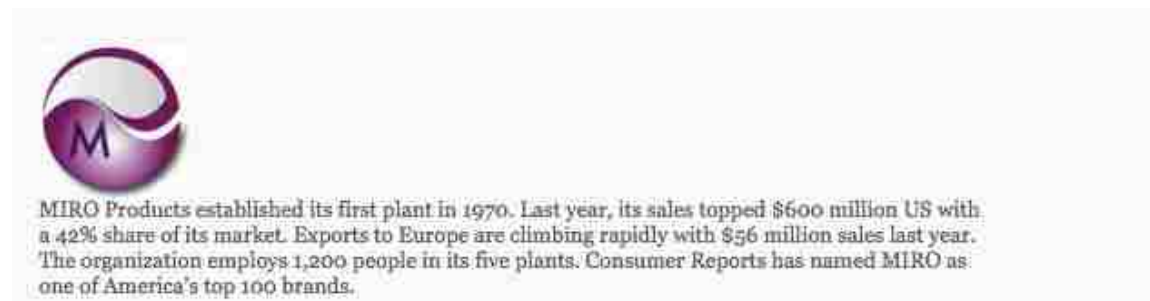 M
MIRO Products established its first plant in 1970. Last year, its sales topped $600 million US with
a 42% share of its market. Exports to Europe are climbing rapidly with $56 million sales last year.
The organization employs 1,200 people in its five plants. Consumer Reports has named MIRO as
one of America's top 100 brands.